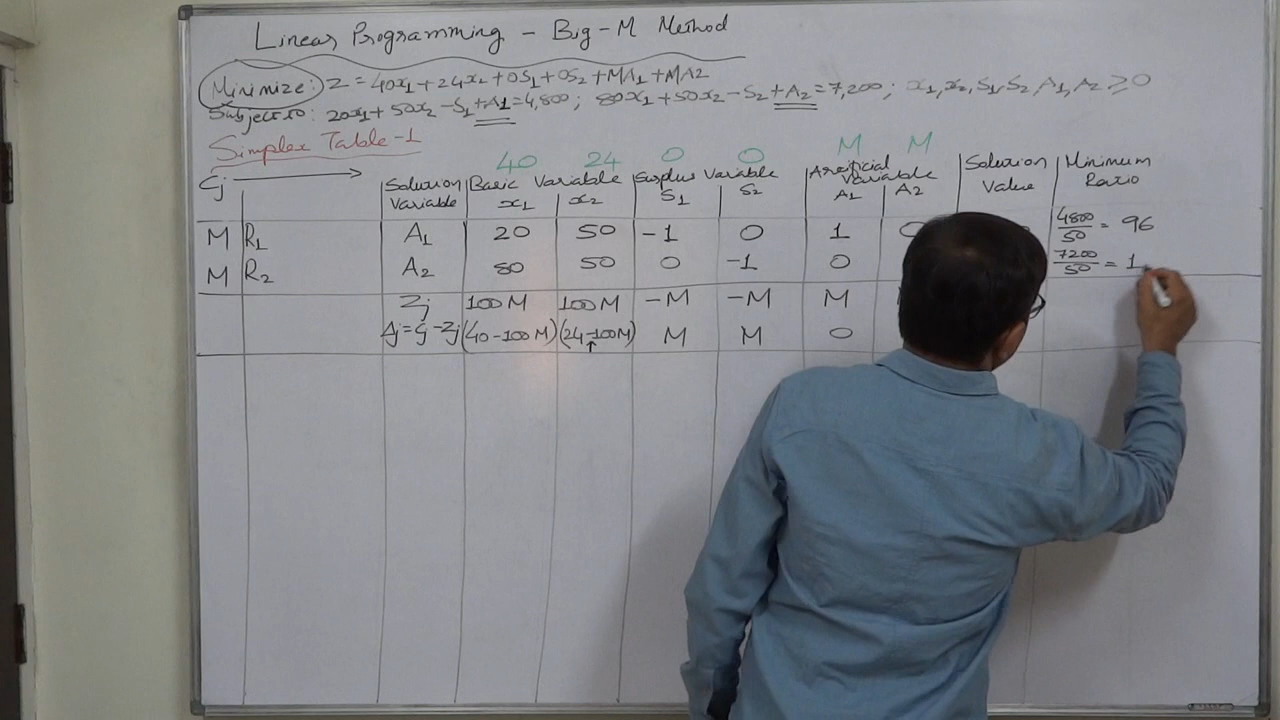 Linear Programming - Big-M Method
Minimize: Z = 40x1 + 24x2 + 0S1 + 0S2 + MA1 + MA2
Subject to: 20x1 + 50x2 - S1 + A1 = 4,800; 80x1 + 50x2 - S2 + A2 = 7,200; x1, x2, S1, S2, A1, A2 ≥ 0
Simplex Table-1
40 24 0 0 M M
Cj → Solution Variable Basic Variable Surplus Variable Artificial Variable Solution Value Minimum Ratio
x1 x2 S1 S2 A1 A2
M R1 A1 20 50 -1 0 1 4800/50 = 96
M R2 A2 80 50 0 -1 0 7200/50 = 1
Zj 100M 100M -M -M M
Δj = Cj - Zj (40-100M) (24-100M) M M 0
↑